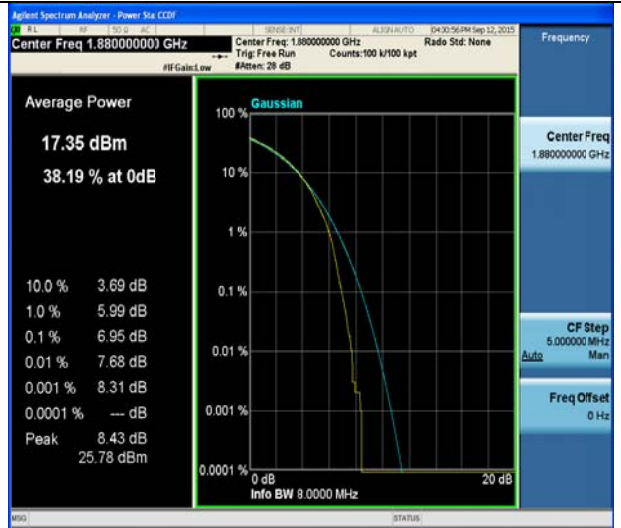 Agilent Spectrum Analyzer - Power Sta CCDF
RL RF 50 Ω AC SENSE:INT ALIGN AUTO 04:30:56 PM Sep 12, 2015
Center Freq 1.880000000 GHz
Center Freq: 1.880000000 GHz
Radio Std: None
Trig: Free Run Counts:100 k/100 kpt
#IFGain:Low #Atten: 28 dB
Frequency
Average Power
17.35 dBm
38.19 % at 0dB
10.0 % 3.69 dB
1.0 % 5.99 dB
0.1 % 6.95 dB
0.01 % 7.68 dB
0.001 % 8.31 dB
0.0001 % --- dB
Peak 8.43 dB
25.78 dBm
Gaussian
100 %
10 %
1 %
0.1 %
0.01 %
0.001 %
0.0001 %
0 dB 20 dB
Info BW 8.0000 MHz
Center Freq
1.880000000 GHz
CF Step
5.000000 MHz
Auto Man
Freq Offset
0 Hz
MSG STATUS